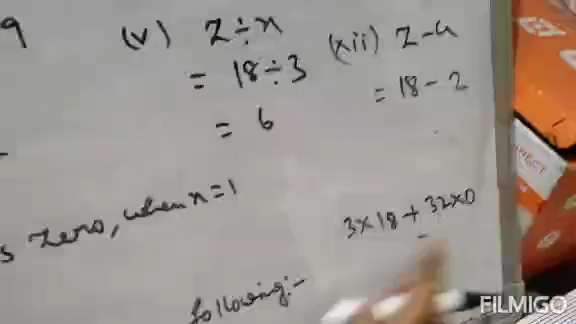 9
(v) z÷x
= 18÷3
= 6
(xii) z-u
= 18-2
s zero, when x=1
3×18+32×0
=
following:-
FILMIGO